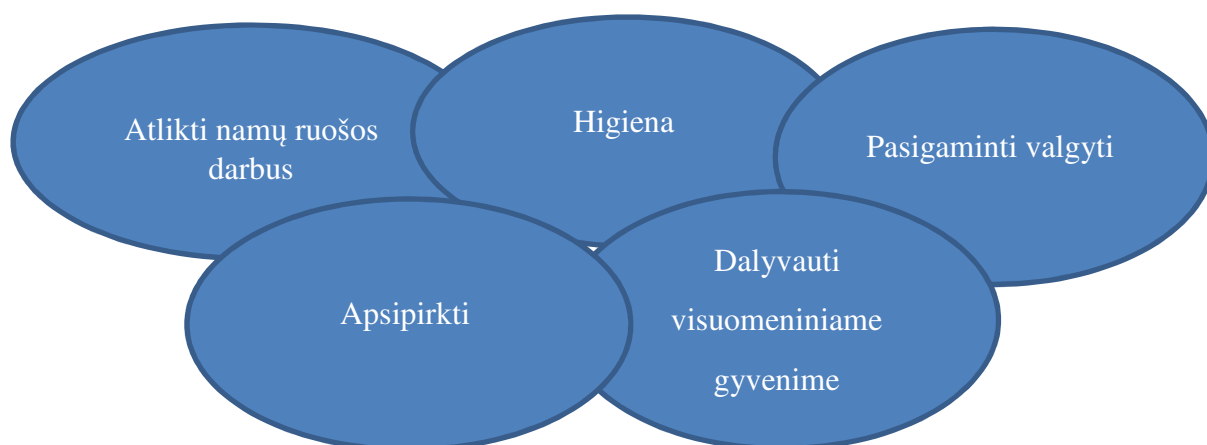 Atlikti namų ruošos
darbus
Higiena
Pasigaminti valgyti
Apsipirkti
Dalyvauti
visuomeniniame
gyvenime